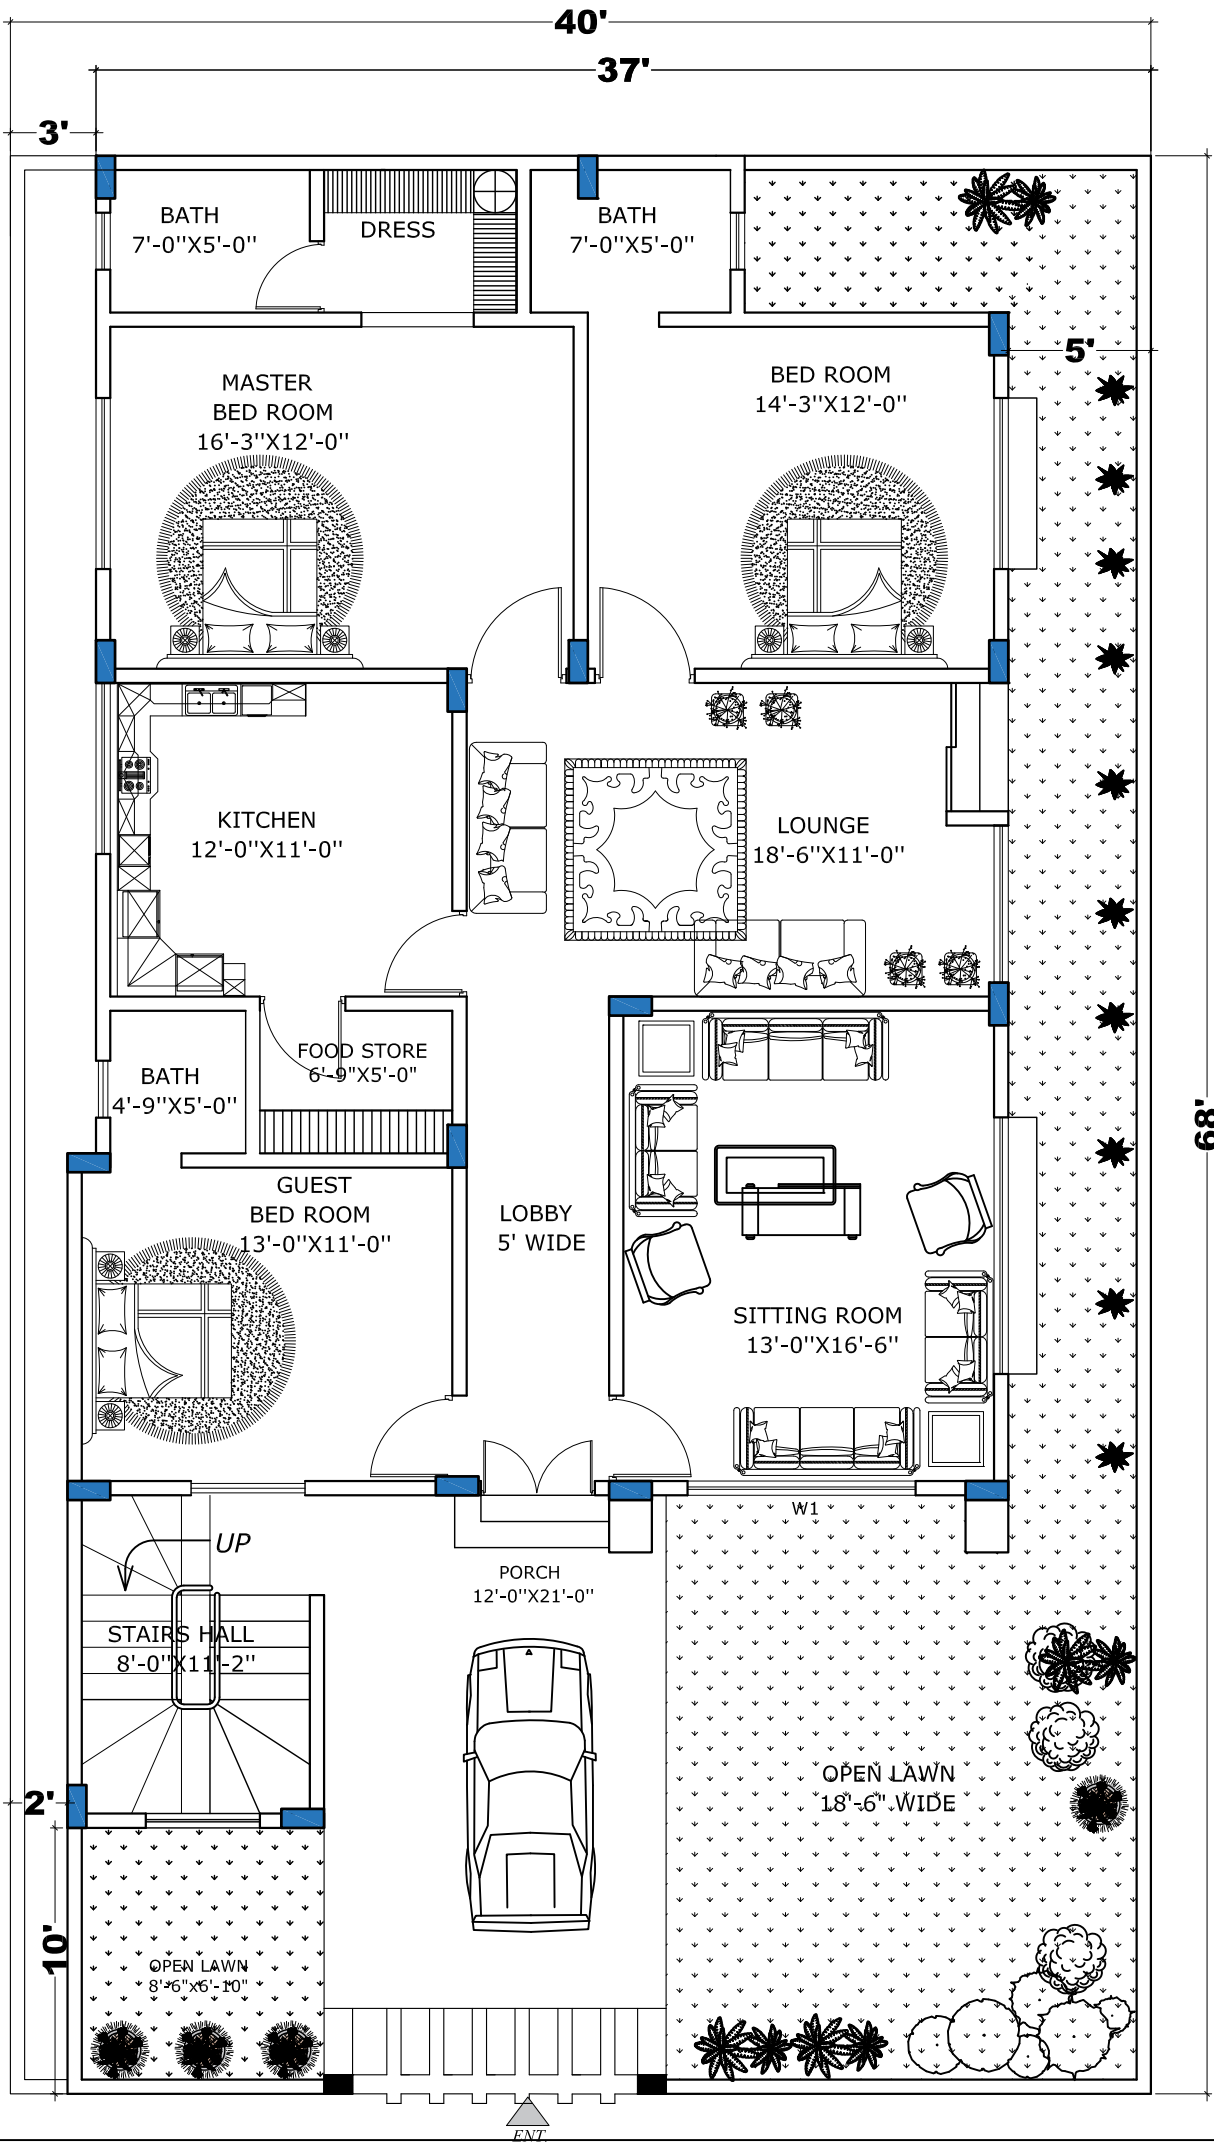 40'
37'
3'
BATH
7'-0''X5'-0''
DRESS
BATH
7'-0''X5'-0''
5'
MASTER
BED ROOM
16'-3''X12'-0''
BED ROOM
14'-3''X12'-0''
KITCHEN
12'-0''X11'-0''
LOUNGE
18'-6''X11'-0''
FOOD STORE
6'-9"X5'-0"
BATH
4'-9''X5'-0''
68'
GUEST
BED ROOM
13'-0''X11'-0''
LOBBY
5' WIDE
SITTING ROOM
13'-0''X16'-6''
W1
UP
PORCH
12'-0''X21'-0''
STAIRS HALL
8'-0''X11'-2''
2'
OPEN LAWN
18'-6" WIDE
10'
OPEN LAWN
8'-6"x6'-10"
ENT.